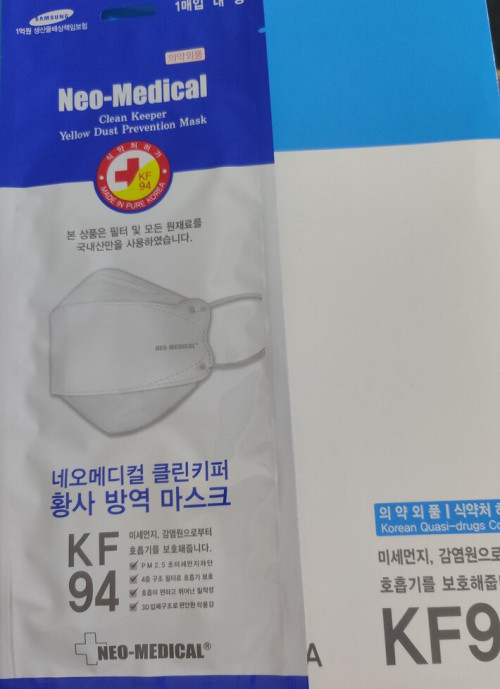 SAMSUNG
1억원 생산물배상책임보험
1매입 대 형
의약외품
Neo-Medical
Clean Keeper
Yellow Dust Prevention Mask
식약처허가
KF
94
MADE IN PURE KOREA
본 상품은 필터 및 모든 원재료를
국내산만을 사용하였습니다.
NEO-MEDICAL®
네오메디컬 클린키퍼
황사 방역 마스크
KF
94
미세먼지, 감염원으로부터
호흡기를 보호해줍니다.
PM2.5 초미세먼지차단
4중 구조 필터로 호흡기 보호
호흡이 편하고 뛰어난 밀착성
3D입체구조로 편안한 착용감
NEO-MEDICAL®
의약외품 | 식약처 허
Korean Quasi-drugs Co
미세먼지, 감염원으
호흡기를 보호해줍
KF9
A